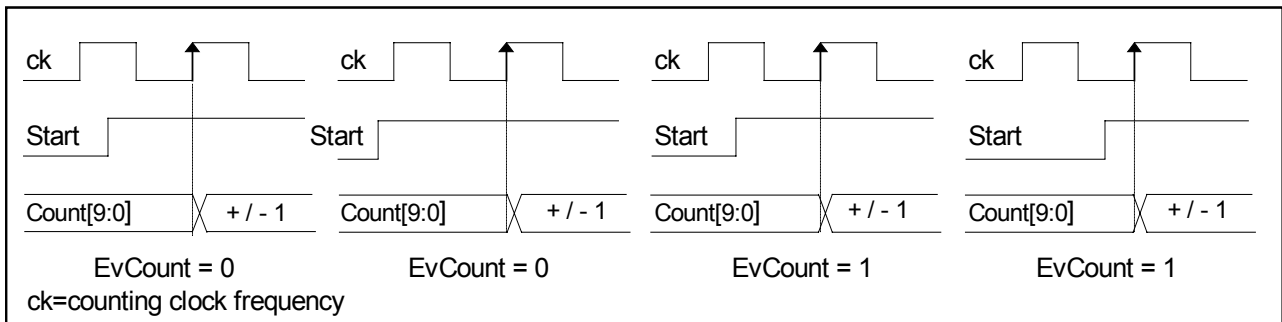 ck ck ck ck
Start Start Start Start
Count[9:0] + / - 1 Count[9:0] + / - 1 Count[9:0] + / - 1 Count[9:0] + / - 1
EvCount = 0 EvCount = 0 EvCount = 1 EvCount = 1
ck=counting clock frequency